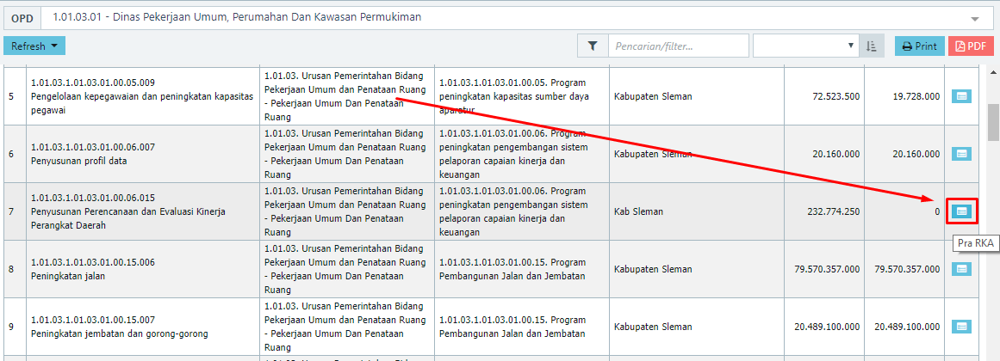 OPD 1.01.03.01 - Dinas Pekerjaan Umum, Perumahan Dan Kawasan Permukiman
Refresh Pencarian/filter... Print PDF
5
1.01.03.1.01.03.01.00.05.009
Pengelolaan kepegawaian dan peningkatan kapasitas
pegawai
1.01.03. Urusan Pemerintahan Bidang
Pekerjaan Umum dan Penataan Ruang
- Pekerjaan Umum Dan Penataan
Ruang
1.01.03.1.01.03.01.00.05. Program
peningkatan kapasitas sumber daya
aparatur
Kabupaten Sleman
72.523.500
19.728.000
6
1.01.03.1.01.03.01.00.06.007
Penyusunan profil data
1.01.03. Urusan Pemerintahan Bidang
Pekerjaan Umum dan Penataan Ruang
- Pekerjaan Umum Dan Penataan
Ruang
1.01.03.1.01.03.01.00.06. Program
peningkatan pengembangan sistem
pelaporan capaian kinerja dan
keuangan
Kabupaten Sleman
20.160.000
20.160.000
7
1.01.03.1.01.03.01.00.06.015
Penyusunan Perencanaan dan Evaluasi Kinerja
Perangkat Daerah
1.01.03. Urusan Pemerintahan Bidang
Pekerjaan Umum dan Penataan Ruang
- Pekerjaan Umum Dan Penataan
Ruang
1.01.03.1.01.03.01.00.06. Program
peningkatan pengembangan sistem
pelaporan capaian kinerja dan
keuangan
Kab Sleman
232.774.250
0
Pra RKA
8
1.01.03.1.01.03.01.00.15.006
Peningkatan jalan
1.01.03. Urusan Pemerintahan Bidang
Pekerjaan Umum dan Penataan Ruang
- Pekerjaan Umum Dan Penataan
Ruang
1.01.03.1.01.03.01.00.15. Program
Pembangunan Jalan dan Jembatan
Kabupaten Sleman
79.570.357.000
79.570.357.000
9
1.01.03.1.01.03.01.00.15.007
Peningkatan jembatan dan gorong-gorong
1.01.03. Urusan Pemerintahan Bidang
Pekerjaan Umum dan Penataan Ruang
- Pekerjaan Umum Dan Penataan
Ruang
1.01.03.1.01.03.01.00.15. Program
Pembangunan Jalan dan Jembatan
Kabupaten Sleman
20.489.100.000
20.489.100.000